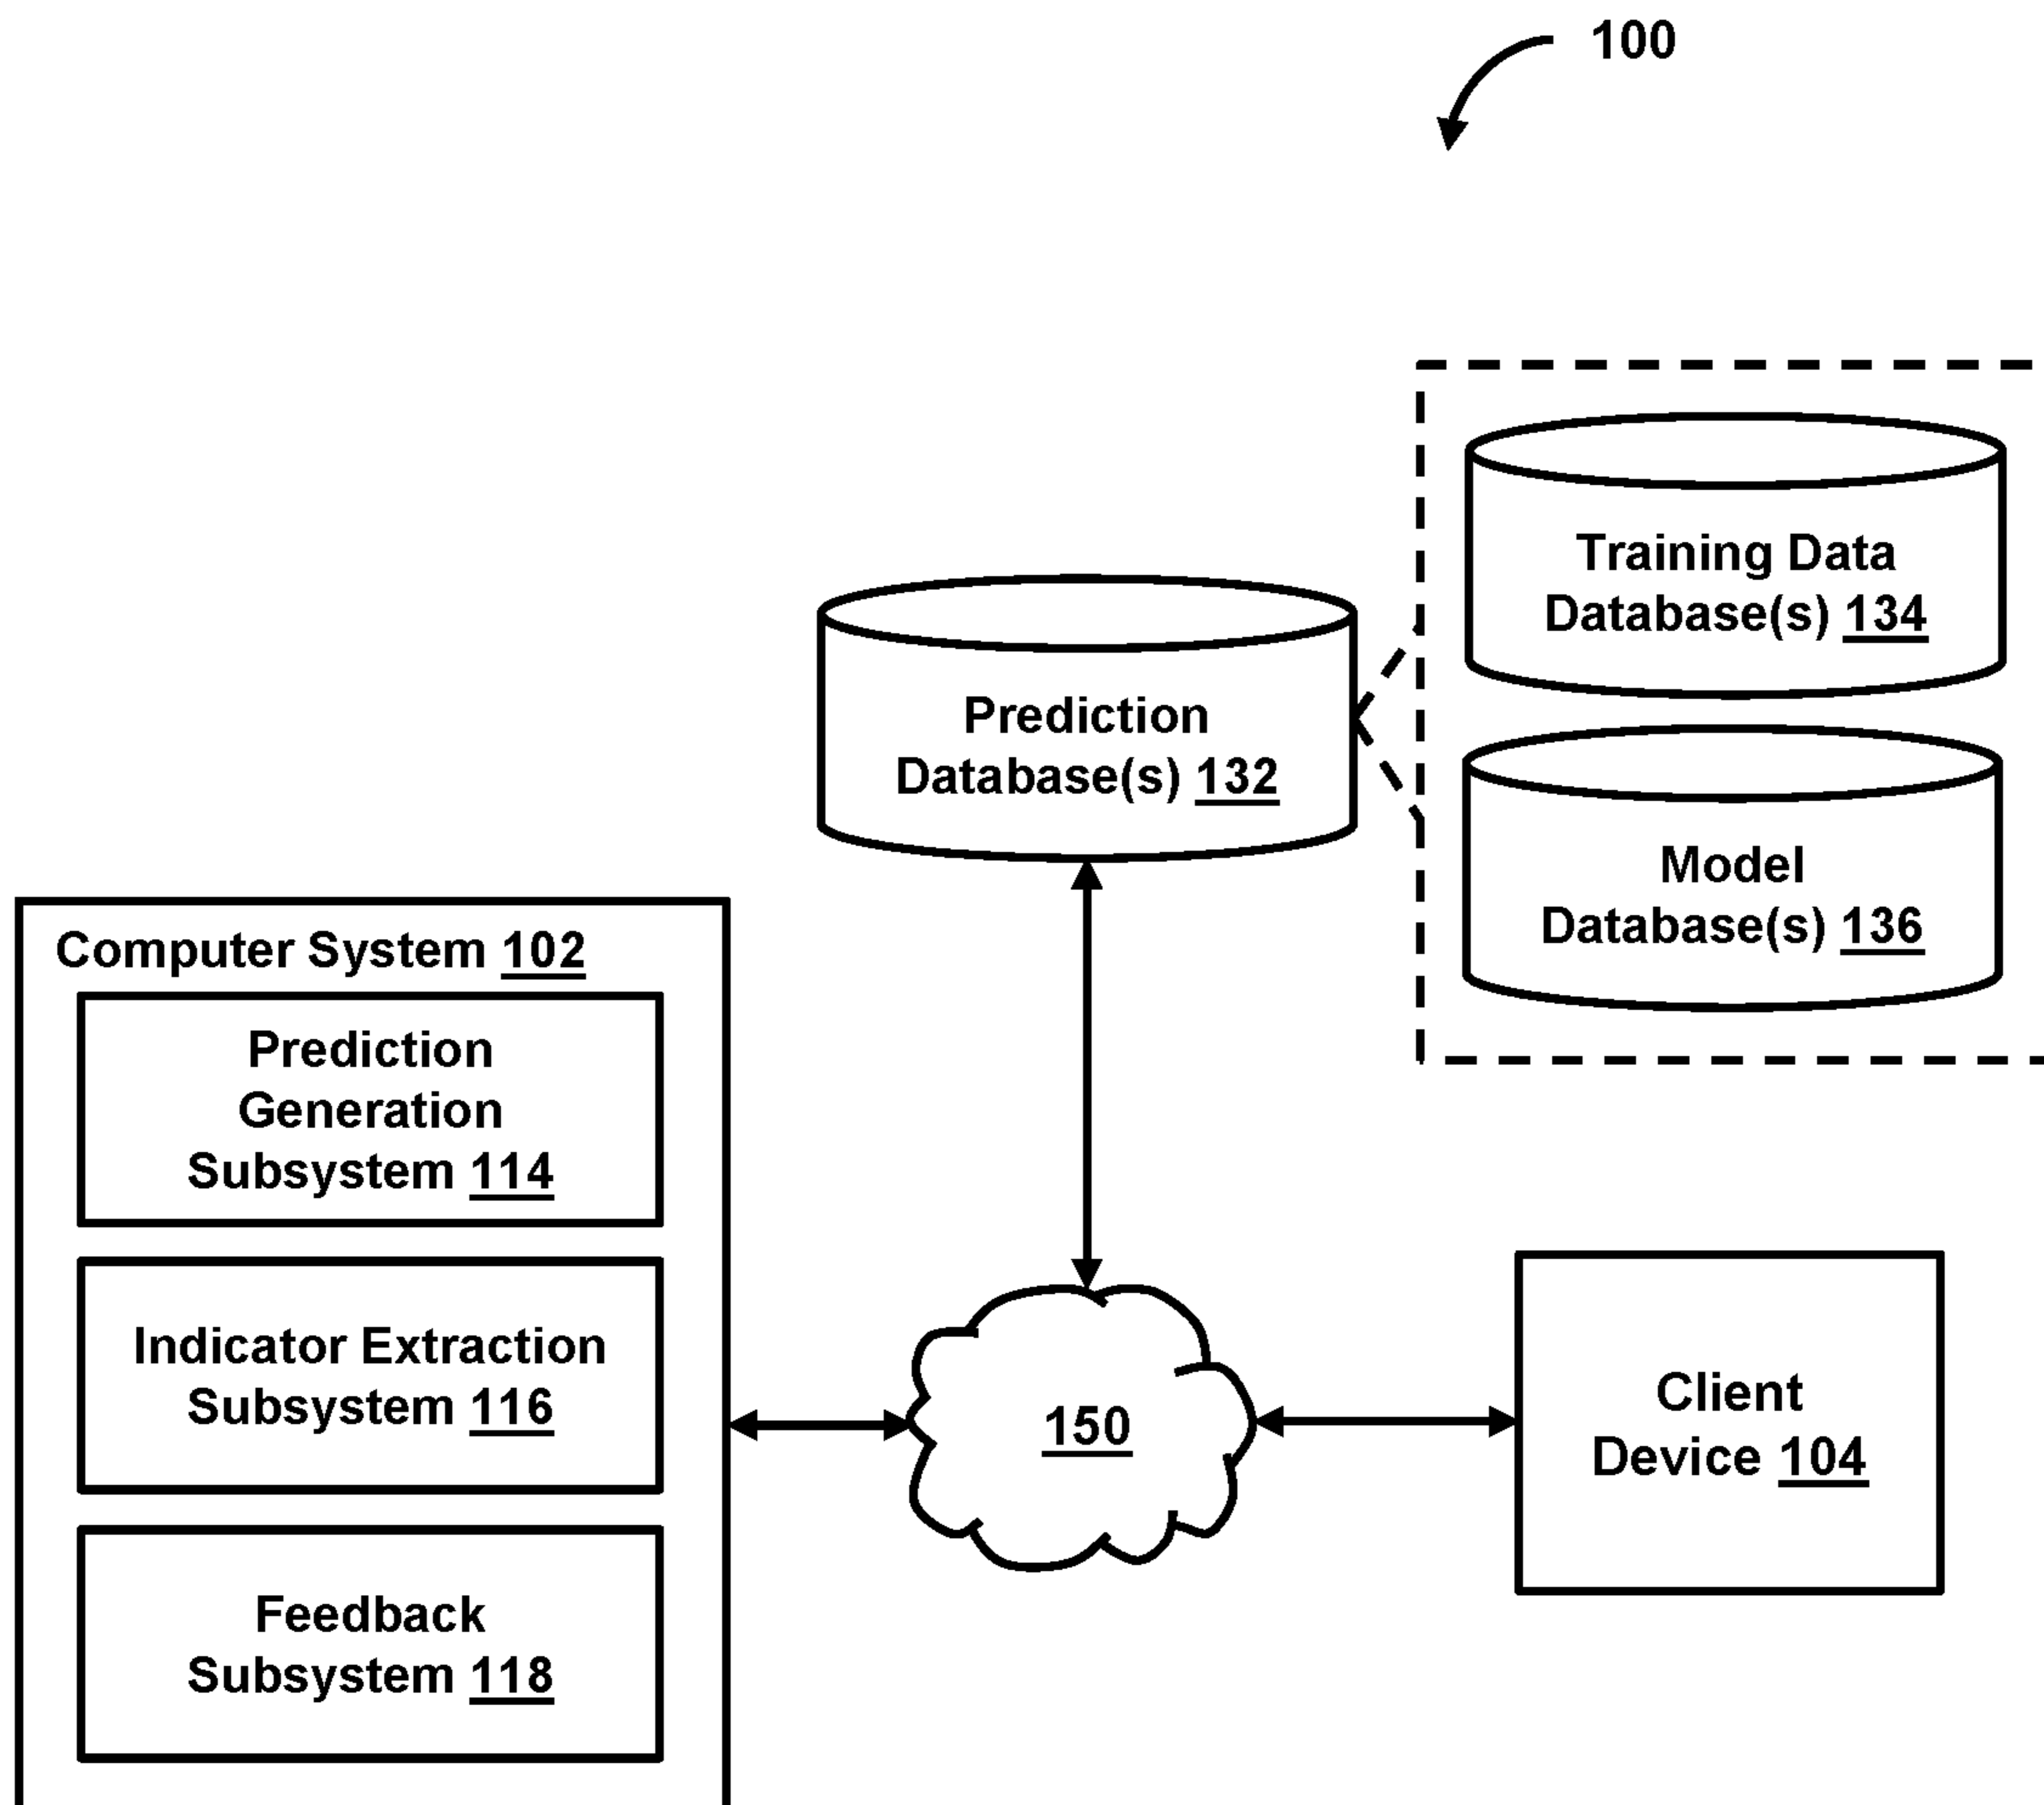 100
Training Data
Database(s) 134
Prediction
Database(s) 132
Model
Database(s) 136
Computer System 102
Prediction
Generation
Subsystem 114
Indicator Extraction
Subsystem 116
Feedback
Subsystem 118
150
Client
Device 104